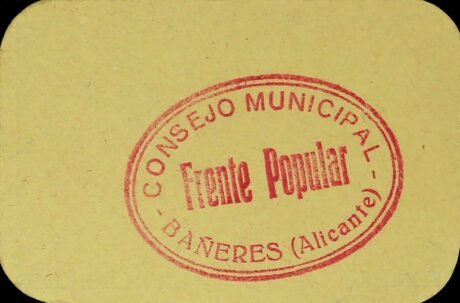 CONSEJO MUNICIPAL
Frente Popular
- BAÑERES (Alicante) -